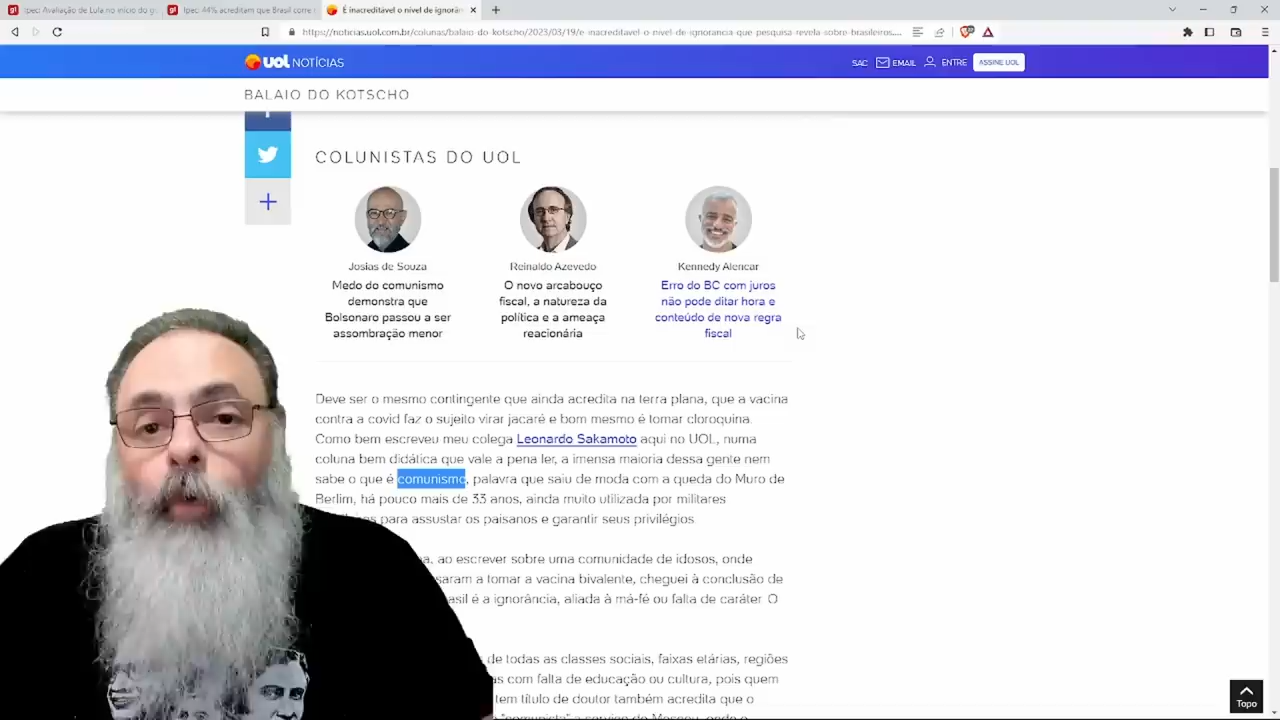 Ipec: Avaliação de Lula no início do g
Ipec: 44% acreditam que Brasil corre
É inacreditável o nível de ignorân
https://noticias.uol.com.br/colunas/balaio-do-kotscho/2023/03/19/e-inacreditavel-o-nivel-de-ignorancia-que-pesquisa-revela-sobre-brasileiros....
uol NOTÍCIAS
SAC EMAIL ENTRE ASSINE UOL
BALAIO DO KOTSCHO
COLUNISTAS DO UOL
Josias de Souza
Medo do comunismo
demonstra que
Bolsonaro passou a ser
assombração menor
Reinaldo Azevedo
O novo arcabouço
fiscal, a natureza da
política e a ameaça
reacionária
Kennedy Alencar
Erro do BC com juros
não pode ditar hora e
conteúdo de nova regra
fiscal
Deve ser o mesmo contingente que ainda acredita na terra plana, que a vacina
contra a covid faz o sujeito virar jacaré e bom mesmo é tomar cloroquina.
Como bem escreveu meu colega Leonardo Sakamoto aqui no UOL, numa
coluna bem didática que vale a pena ler, a imensa maioria dessa gente nem
sabe o que é comunismo, palavra que saiu de moda com a queda do Muro de
Berlim, há pouco mais de 33 anos, ainda muito utilizada por militares
para assustar os paisanos e garantir seus privilégios.
ao escrever sobre uma comunidade de idosos, onde
saram a tomar a vacina bivalente, cheguei à conclusão de
asil é a ignorância, aliada à má-fé ou falta de caráter. O
s de todas as classes sociais, faixas etárias, regiões
as com falta de educação ou cultura, pois quem
tem título de doutor também acredita que o
"comunista" a serviço de Moscou, onde o
Topo